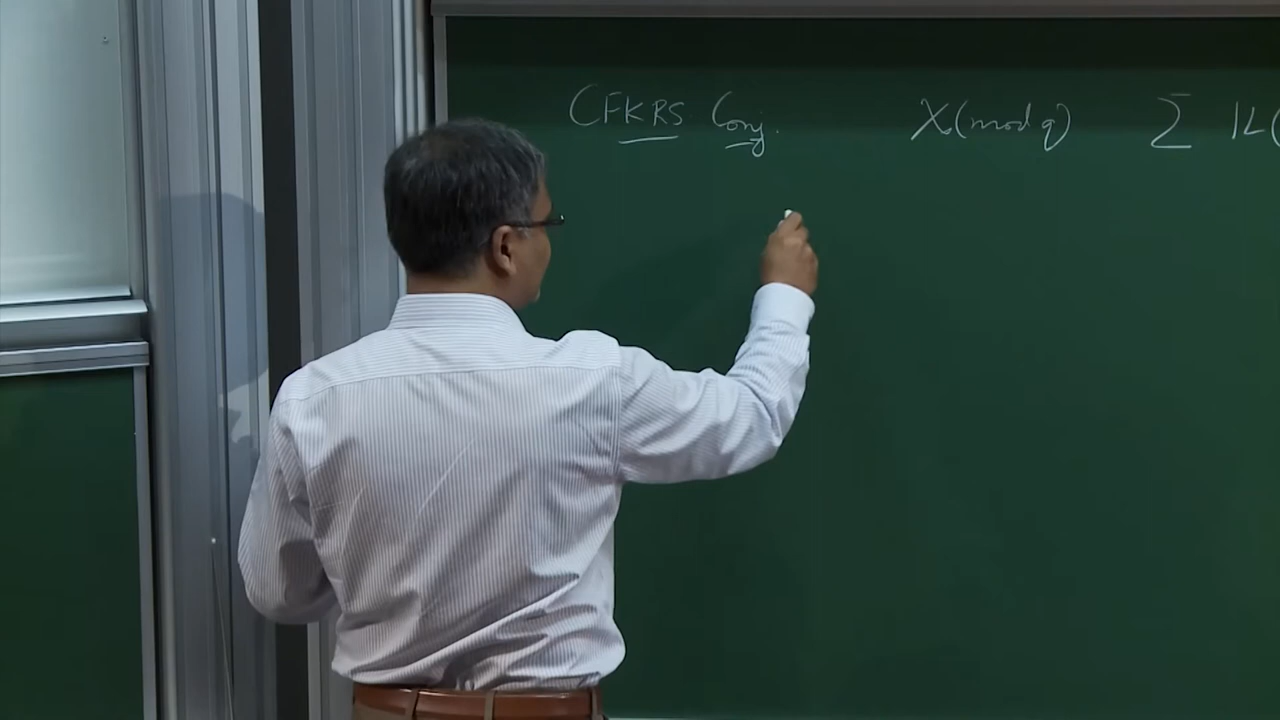 CFKRS Conj. χ(mod q) Σ |L(